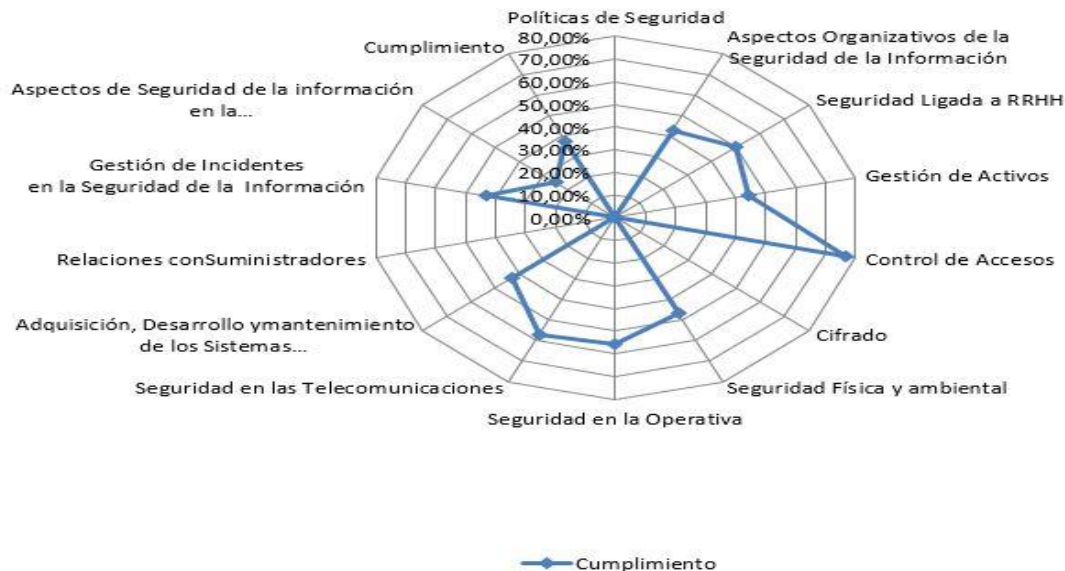 Políticas de Seguridad
80,00%
70,00%
60,00%
50,00%
40,00%
30,00%
20,00%
10,00%
0,00%
Aspectos Organizativos de la
Seguridad de la Información
Seguridad Ligada a RRHH
Gestión de Activos
Control de Accesos
Cifrado
Seguridad Física y ambiental
Seguridad en la Operativa
Seguridad en las Telecomunicaciones
Adquisición, Desarrollo ymantenimiento
de los Sistemas...
Relaciones conSuministradores
Gestión de Incidentes
en la Seguridad de la Información
Aspectos de Seguridad de la información
en la...
Cumplimiento
Cumplimiento